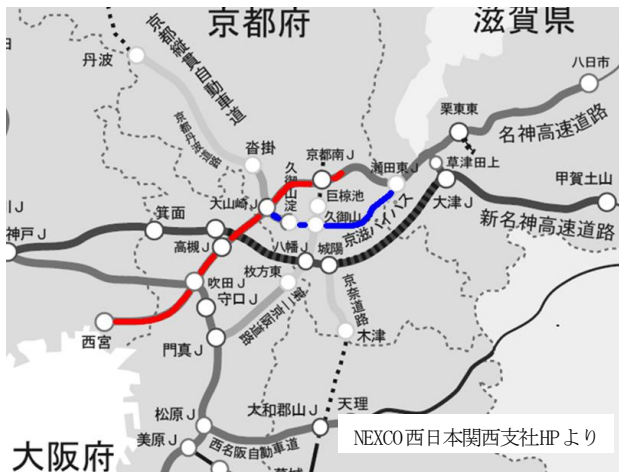 京都府
滋賀県
丹波
京都縦貫自動車道
八日市
栗東東
名神高速道路
京都丹波道路
沓掛
久御山淀
京都南J
瀬田東J
草津田上
大山崎J
巨椋池
久御山
大津J
甲賀土山
新名神高速道路
箕面
京滋バイパス
神戸J
高槻J
八幡J
城陽
枚方東
吹田J
守口J
第二京阪道路
京奈道路
木津
西宮
門真J
松原J
大和郡山J
天理
美原J
西名阪自動車道
大阪府
NEXCO西日本関西支社HPより